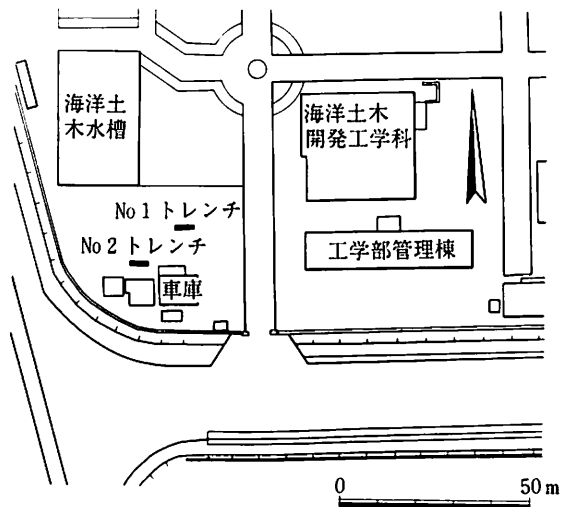 海洋土
木水槽
海洋土木
開発工学科
No 1 トレンチ
No 2 トレンチ
工学部管理棟
車庫
0 50 m